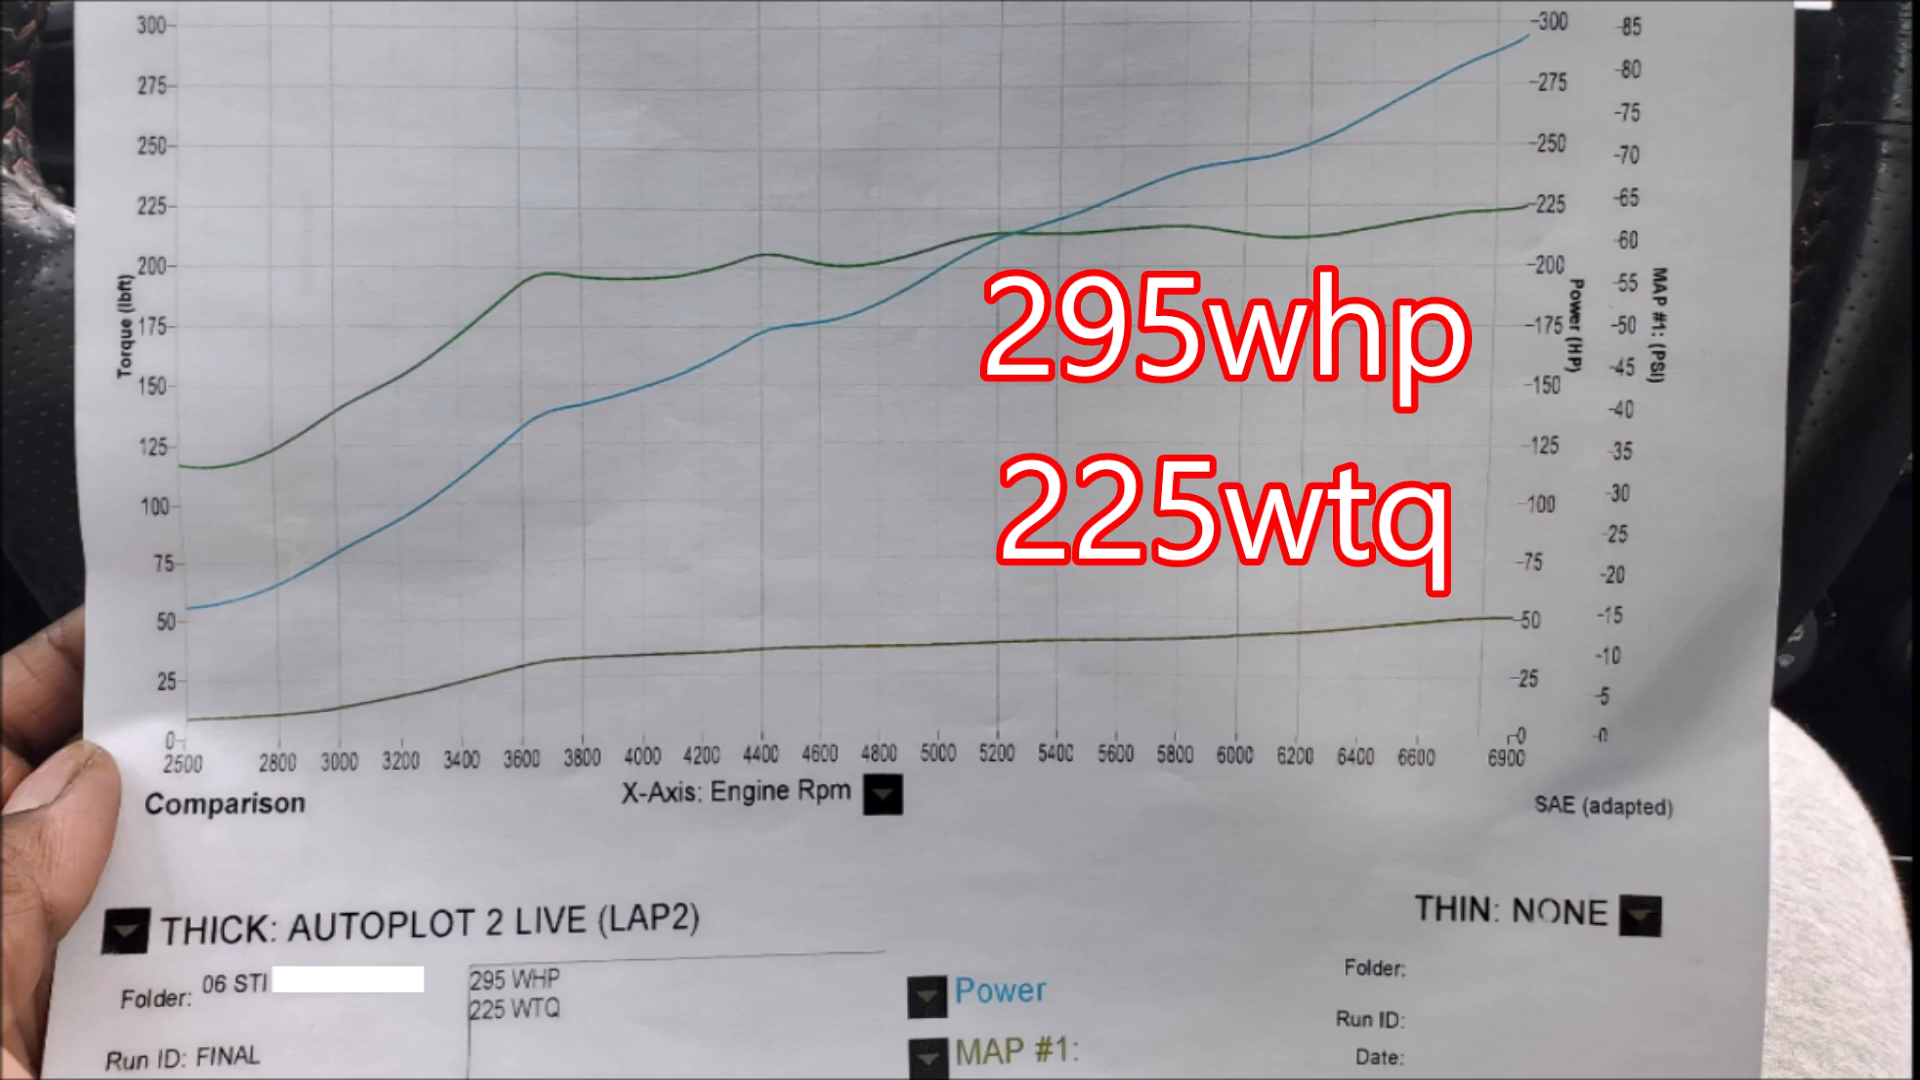 300
275
250
225
200
175
150
125
100
75
50
25
0
Torque (lbft)
300
275
250
225
200
175
150
125
100
75
50
25
0
Power (HP)
85
80
75
70
65
60
55
50
45
40
35
30
25
20
15
10
5
0
MAP #1: (PSI)
295whp
225wtq
2500 2800 3000 3200 3400 3600 3800 4000 4200 4400 4600 4800 5000 5200 5400 5600 5800 6000 6200 6400 6600 6900
X-Axis: Engine Rpm
Comparison
SAE (adapted)
THICK: AUTOPLOT 2 LIVE (LAP2)
THIN: NONE
Folder: 06 STI
295 WHP
225 WTQ
Run ID: FINAL
Power
MAP #1:
Folder:
Run ID:
Date: